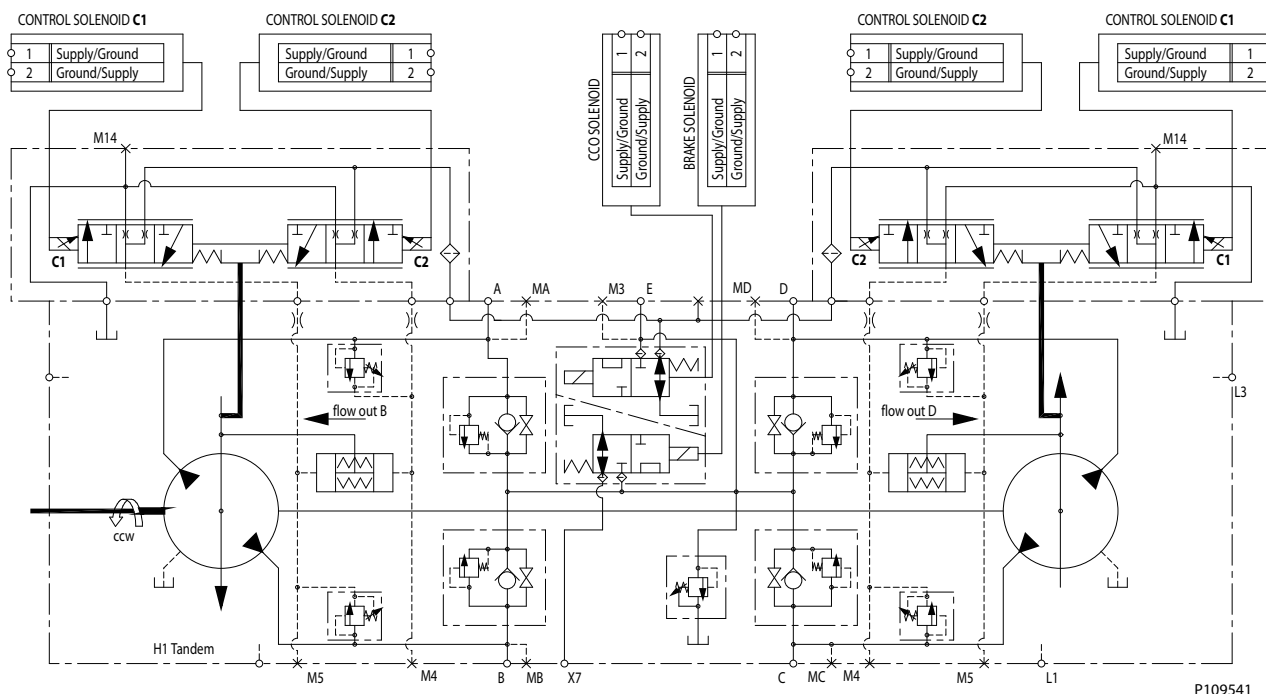 CONTROL SOLENOID C1
CONTROL SOLENOID C2
CONTROL SOLENOID C2
CONTROL SOLENOID C1
1 Supply/Ground
2 Ground/Supply
Supply/Ground 1
Ground/Supply 2
CCO SOLENOID
1 Supply/Ground
2 Ground/Supply
BRAKE SOLENOID
1 Supply/Ground
2 Ground/Supply
1 Supply/Ground
2 Ground/Supply
Supply/Ground 1
Ground/Supply 2
M14
M14
C1
C2
C2
C1
A
MA
M3
E
MD
D
L3
flow out B
flow out D
ccw
H1 Tandem
M5
M4
B
MB
X7
C
MC
M4
M5
L1
P109541